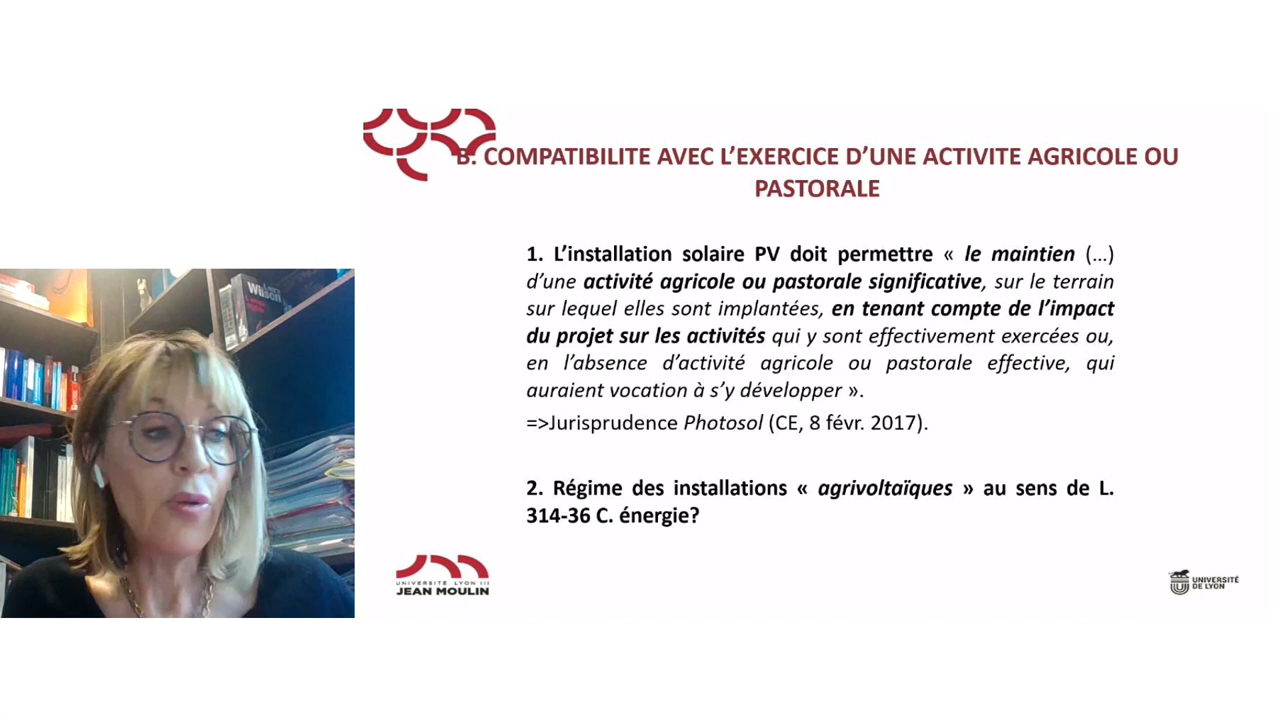 B. COMPATIBILITE AVEC L’EXERCICE D’UNE ACTIVITE AGRICOLE OU
PASTORALE
1. L’installation solaire PV doit permettre « le maintien (…)
d’une activité agricole ou pastorale significative, sur le terrain
sur lequel elles sont implantées, en tenant compte de l’impact
du projet sur les activités qui y sont effectivement exercées ou,
en l’absence d’activité agricole ou pastorale effective, qui
auraient vocation à s’y développer ».
=>Jurisprudence Photosol (CE, 8 févr. 2017).
2. Régime des installations « agrivoltaïques » au sens de L.
314-36 C. énergie?
UNIVERSITÉ LYON III
JEAN MOULIN
UNIVERSITÉ
DE LYON
Wilson